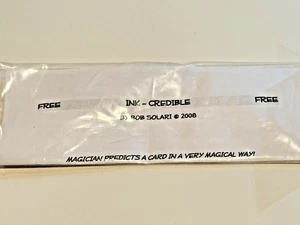 FREE INK - CREDIBLE FREE
BY BOB SOLARI © 2008
MAGICIAN PREDICTS A CARD IN A VERY MAGICAL WAY!